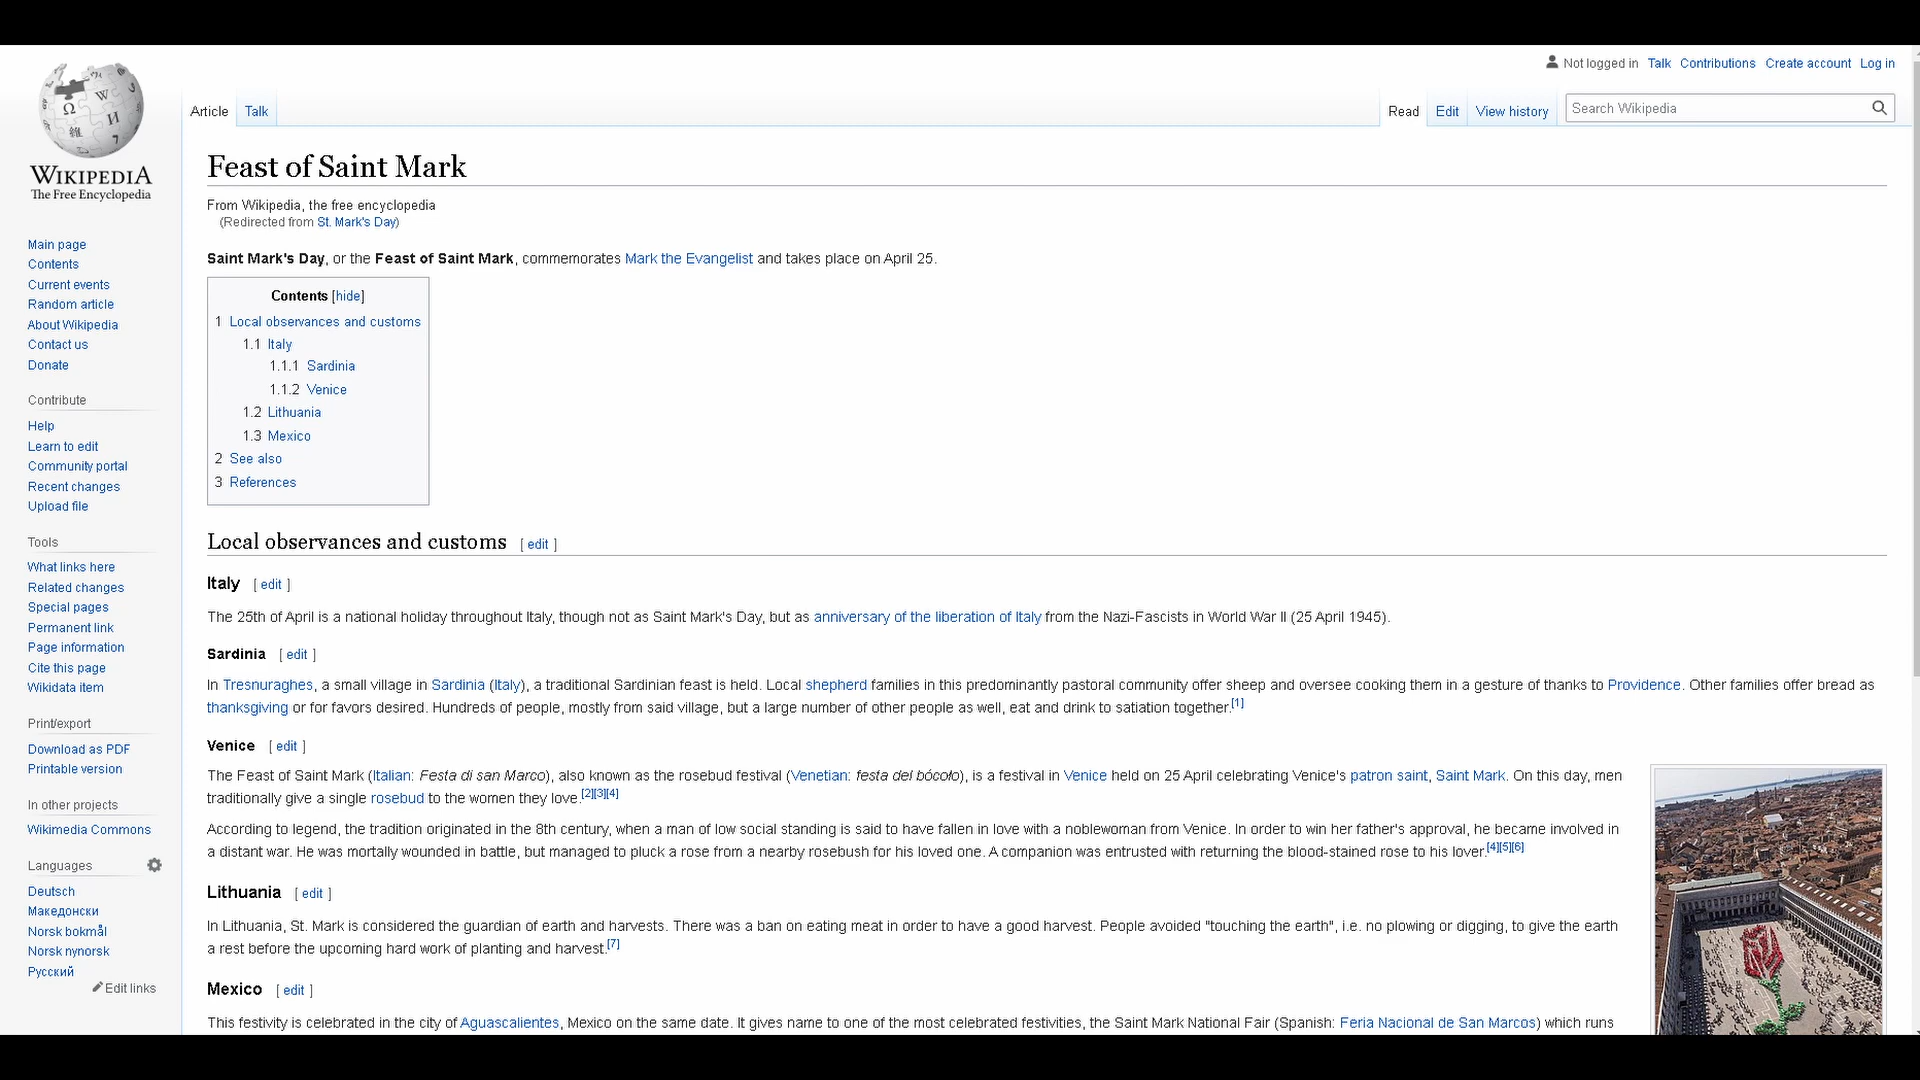 Not logged in Talk Contributions Create account Log in
Article Talk Read Edit View history Search Wikipedia
WIKIPEDIA
The Free Encyclopedia
Main page
Contents
Current events
Random article
About Wikipedia
Contact us
Donate
Contribute
Help
Learn to edit
Community portal
Recent changes
Upload file
Tools
What links here
Related changes
Special pages
Permanent link
Page information
Cite this page
Wikidata item
Print/export
Download as PDF
Printable version
In other projects
Wikimedia Commons
Languages
Deutsch
Македонски
Norsk bokmål
Norsk nynorsk
Русский
Edit links
Feast of Saint Mark
From Wikipedia, the free encyclopedia
(Redirected from St. Mark's Day)
Saint Mark's Day, or the Feast of Saint Mark, commemorates Mark the Evangelist and takes place on April 25.
Contents [hide]
1 Local observances and customs
1.1 Italy
1.1.1 Sardinia
1.1.2 Venice
1.2 Lithuania
1.3 Mexico
2 See also
3 References
Local observances and customs [ edit ]
Italy [ edit ]
The 25th of April is a national holiday throughout Italy, though not as Saint Mark's Day, but as anniversary of the liberation of Italy from the Nazi-Fascists in World War II (25 April 1945).
Sardinia [ edit ]
In Tresnuraghes, a small village in Sardinia (Italy), a traditional Sardinian feast is held. Local shepherd families in this predominantly pastoral community offer sheep and oversee cooking them in a gesture of thanks to Providence. Other families offer bread as
thanksgiving or for favors desired. Hundreds of people, mostly from said village, but a large number of other people as well, eat and drink to satiation together.[1]
Venice [ edit ]
The Feast of Saint Mark (Italian: Festa di san Marco), also known as the rosebud festival (Venetian: festa del bócoło), is a festival in Venice held on 25 April celebrating Venice's patron saint, Saint Mark. On this day, men
traditionally give a single rosebud to the women they love.[2][3][4]
According to legend, the tradition originated in the 8th century, when a man of low social standing is said to have fallen in love with a noblewoman from Venice. In order to win her father's approval, he became involved in
a distant war. He was mortally wounded in battle, but managed to pluck a rose from a nearby rosebush for his loved one. A companion was entrusted with returning the blood-stained rose to his lover.[4][5][6]
Lithuania [ edit ]
In Lithuania, St. Mark is considered the guardian of earth and harvests. There was a ban on eating meat in order to have a good harvest. People avoided "touching the earth", i.e. no plowing or digging, to give the earth
a rest before the upcoming hard work of planting and harvest.[7]
Mexico [ edit ]
This festivity is celebrated in the city of Aguascalientes, Mexico on the same date. It gives name to one of the most celebrated festivities, the Saint Mark National Fair (Spanish: Feria Nacional de San Marcos) which runs